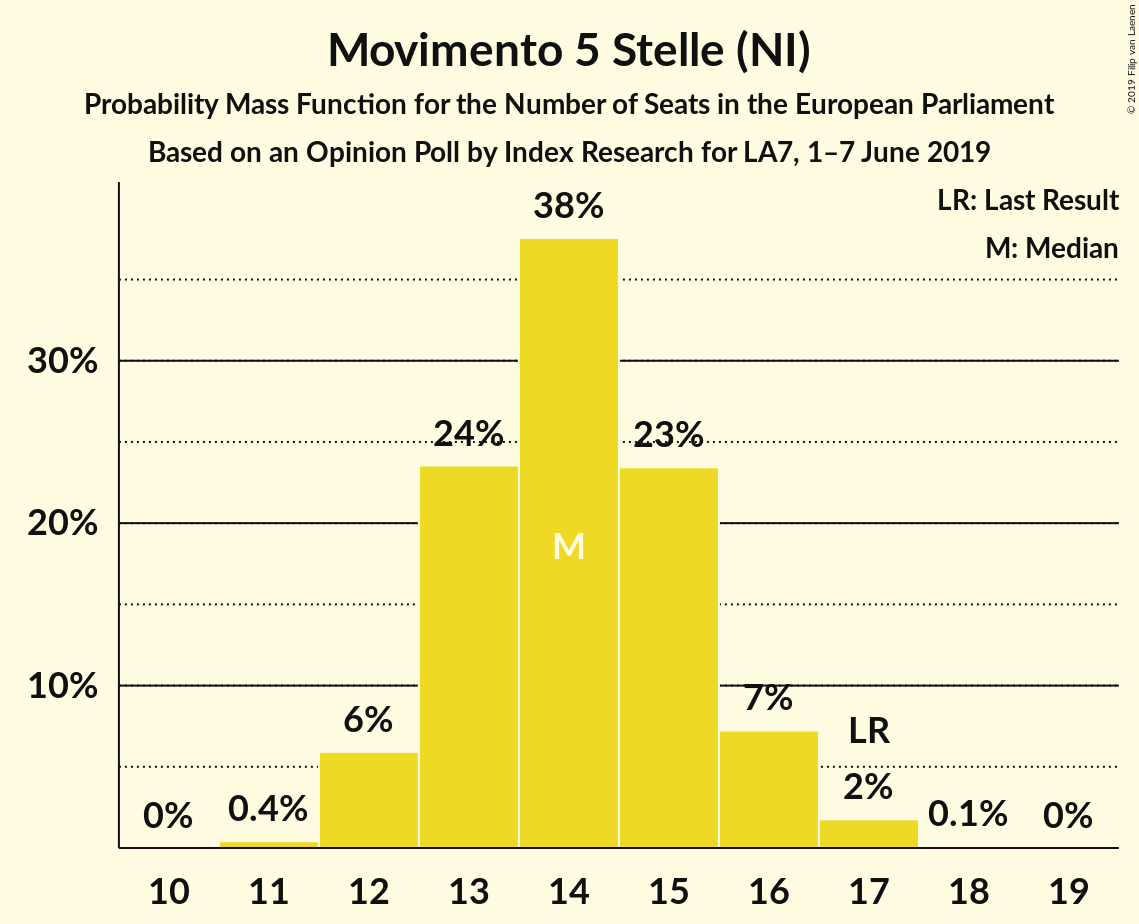 Movimento 5 Stelle (NI)
Probability Mass Function for the Number of Seats in the European Parliament
Based on an Opinion Poll by Index Research for LA7, 1–7 June 2019
© 2019 Filip van Laenen
LR: Last Result
M: Median
38%
30%
24%
23%
20%
M
10%
7%
6%
LR
2%
0.4%
0%
0.1%
0%
10 11 12 13 14 15 16 17 18 19